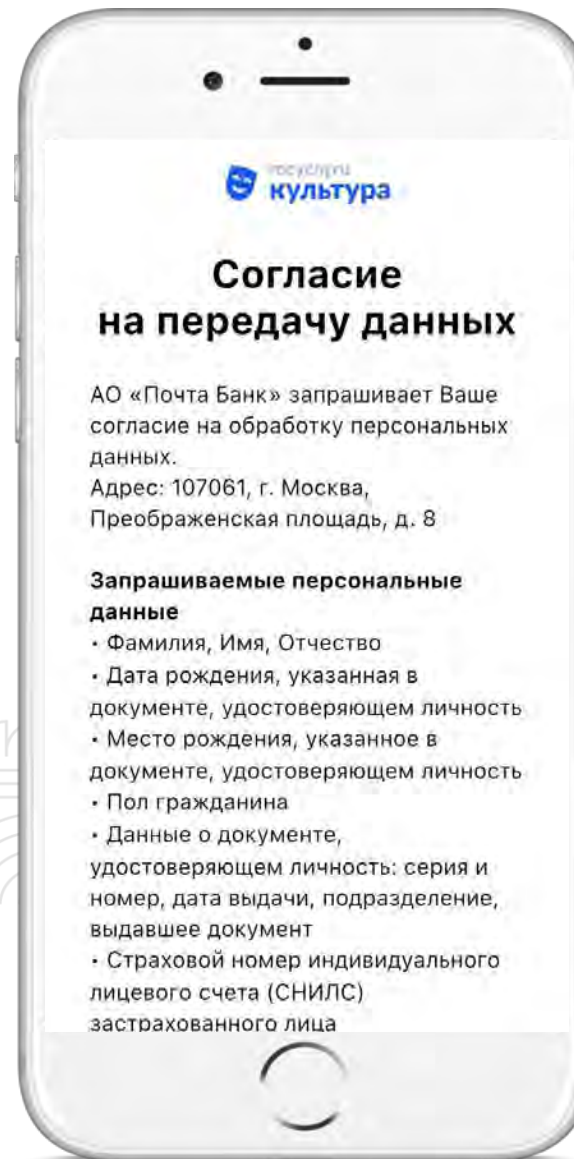 госуслуги
культура
Согласие
на передачу данных
АО «Почта Банк» запрашивает Ваше
согласие на обработку персональных
данных.
Адрес: 107061, г. Москва,
Преображенская площадь, д. 8
Запрашиваемые персональные
данные
• Фамилия, Имя, Отчество
• Дата рождения, указанная в
документе, удостоверяющем личность
• Место рождения, указанное в
документе, удостоверяющем личность
• Пол гражданина
• Данные о документе,
удостоверяющем личность: серия и
номер, дата выдачи, подразделение,
выдавшее документ
• Страховой номер индивидуального
лицевого счета (СНИЛС)
застрахованного лица